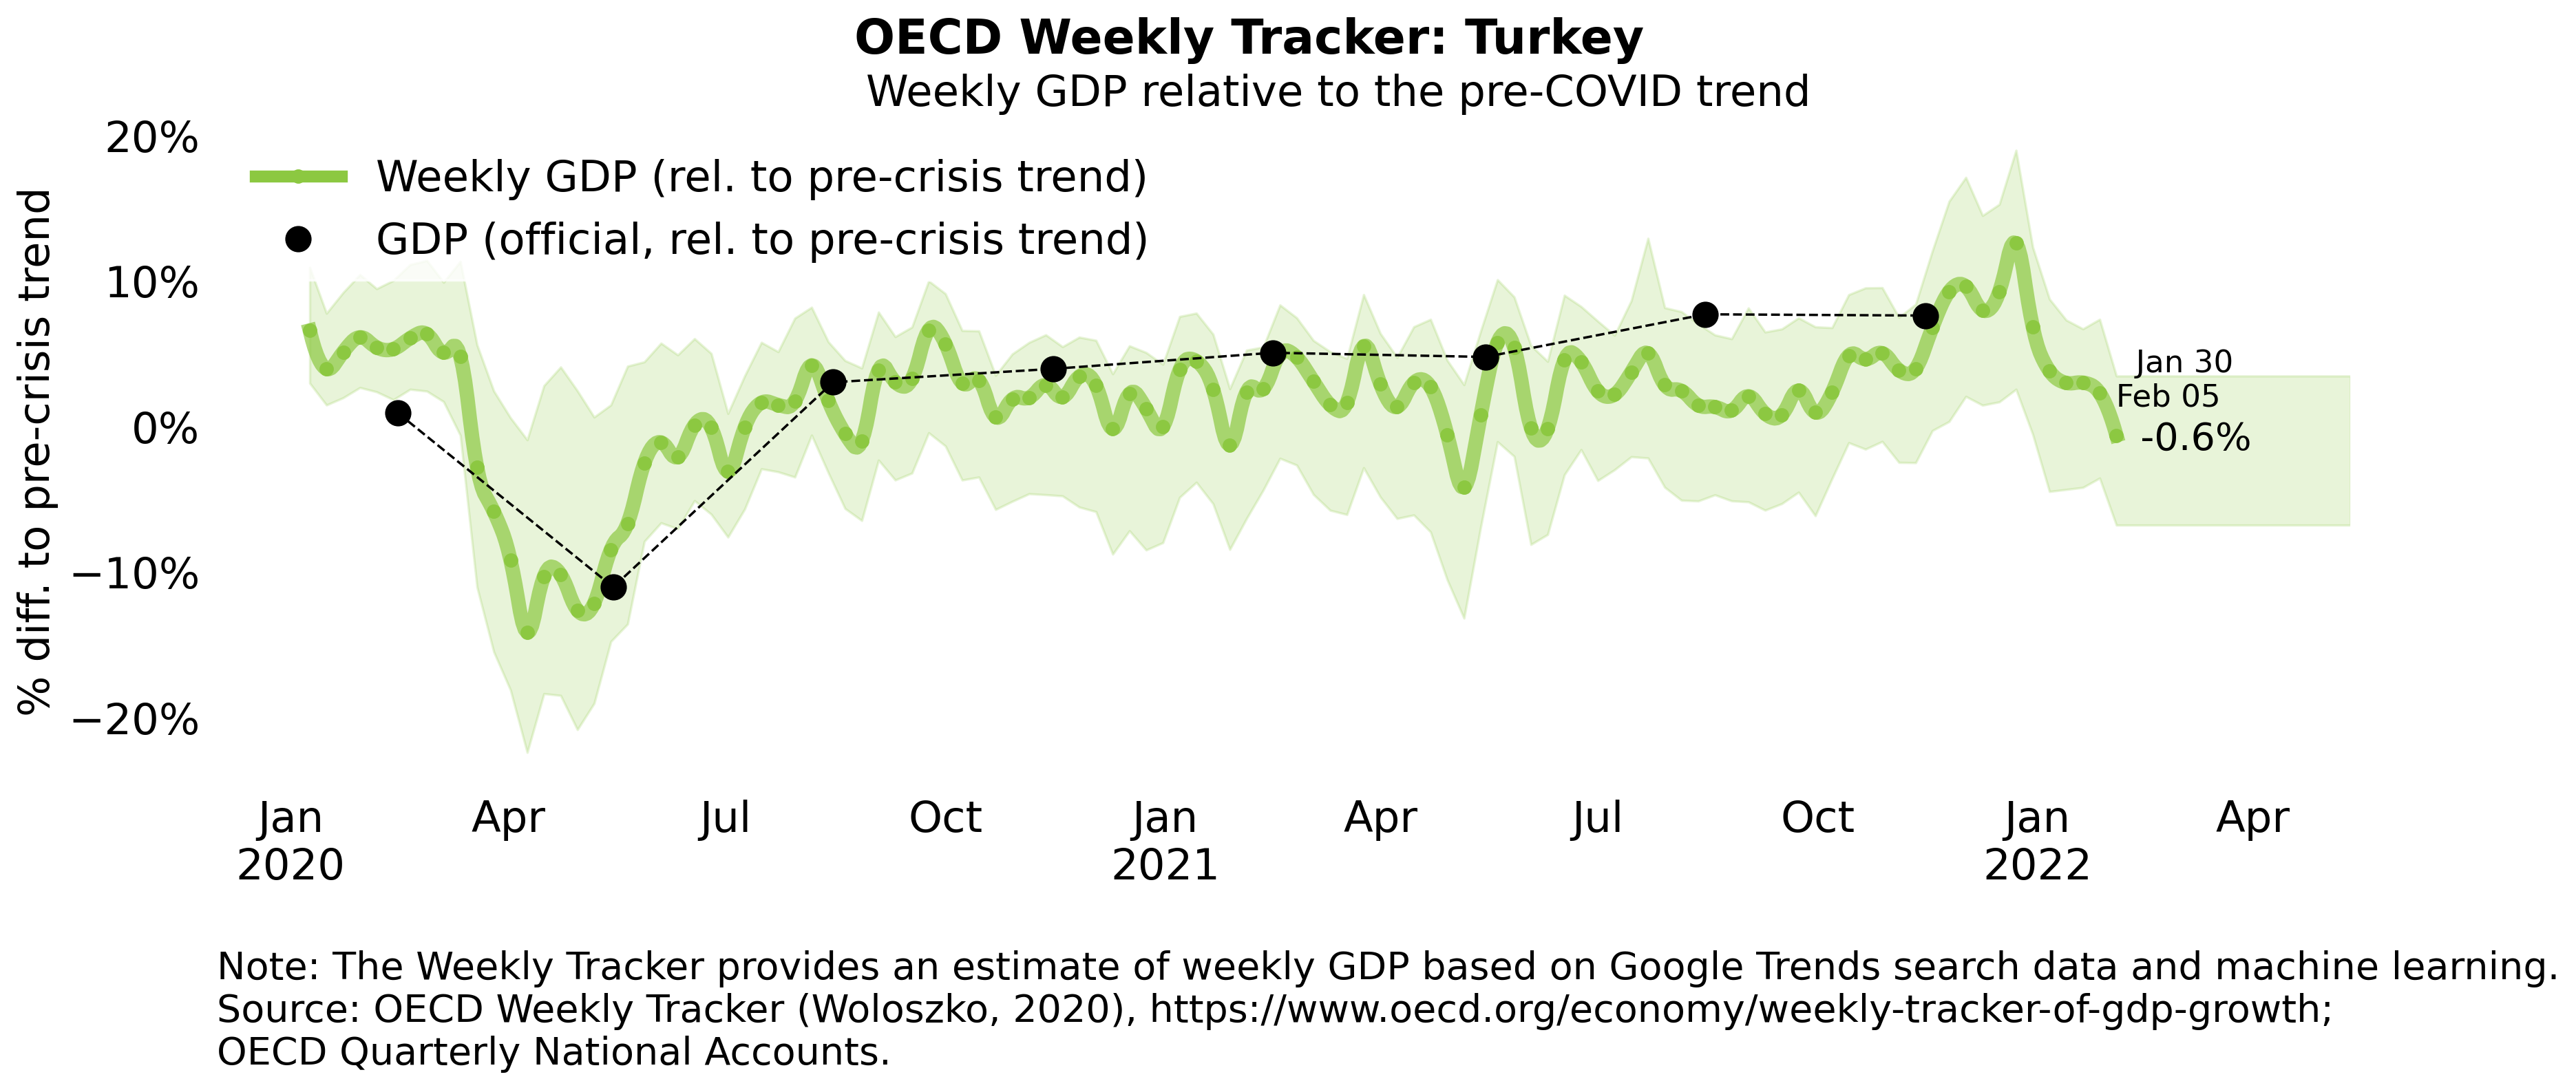 OECD Weekly Tracker: Turkey
Weekly GDP relative to the pre-COVID trend
% diff. to pre-crisis trend
20%
10%
0%
−10%
−20%
Weekly GDP (rel. to pre-crisis trend)
GDP (official, rel. to pre-crisis trend)
Jan 30
Feb 05
-0.6%
Jan Apr Jul Oct Jan Apr Jul Oct Jan Apr
2020 2021 2022
Note: The Weekly Tracker provides an estimate of weekly GDP based on Google Trends search data and machine learning.
Source: OECD Weekly Tracker (Woloszko, 2020), https://www.oecd.org/economy/weekly-tracker-of-gdp-growth;
OECD Quarterly National Accounts.